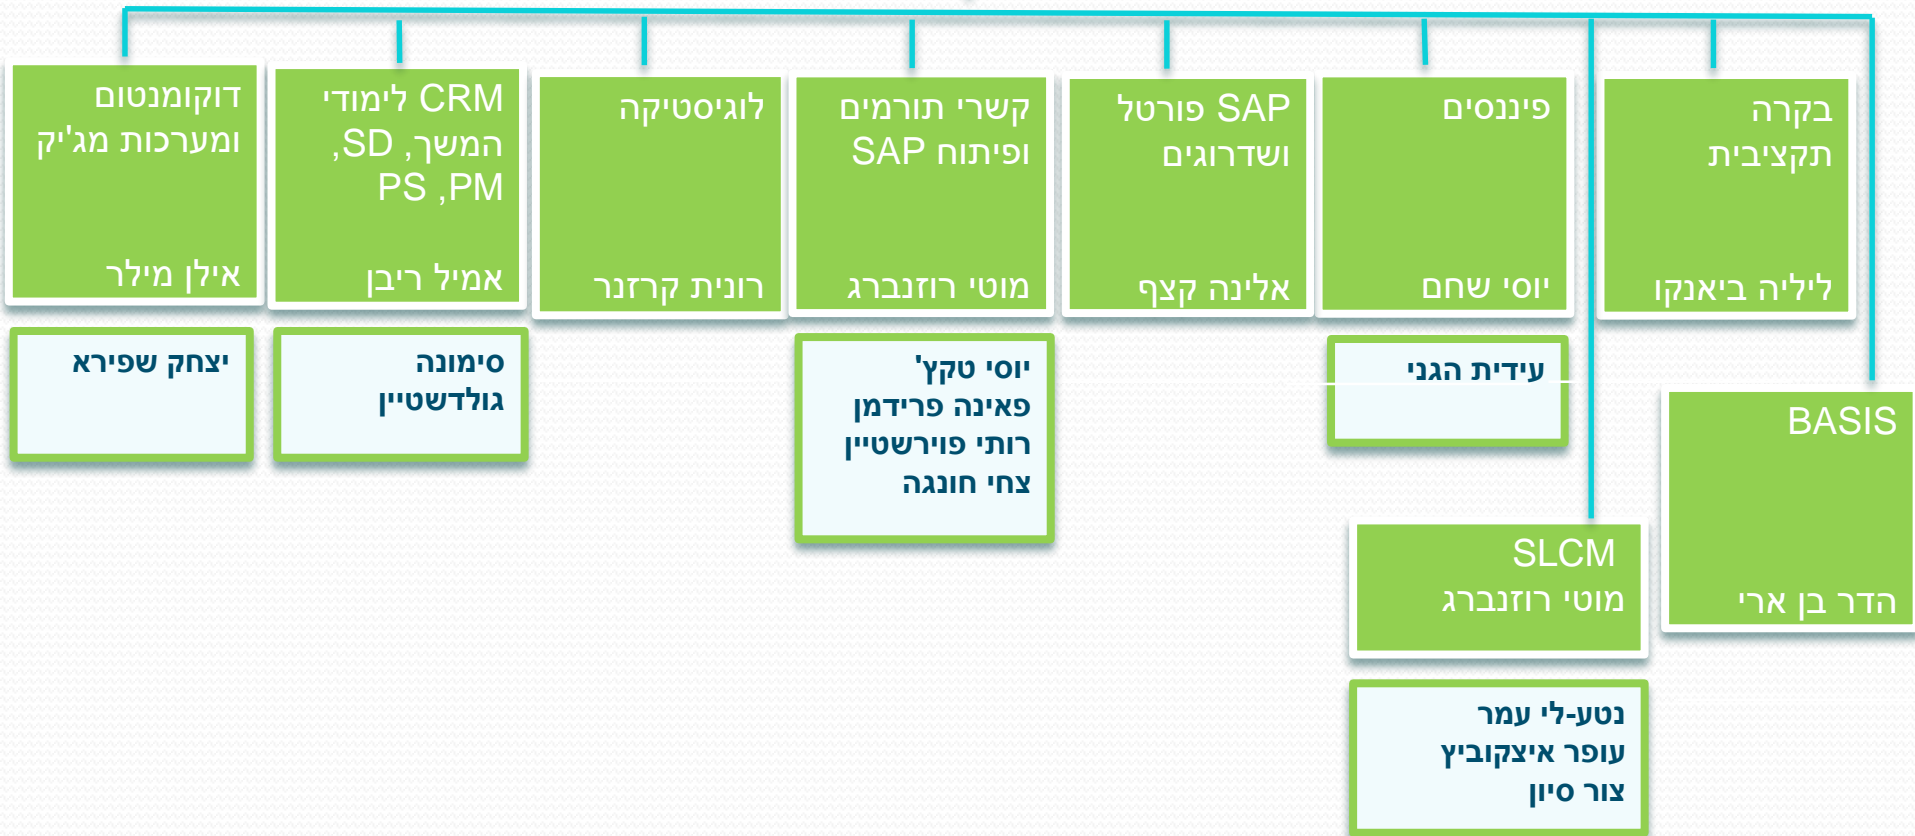 בקרה
תקציבית
ליליה ביאנקו
פיננסים
יוסי שחם
עידית הגני
SAP פורטל
ושדרוגים
אלינה קצף
קשרי תורמים
ופיתוח SAP
מוטי רוזנברג
יוסי טקץ'
פאינה פרידמן
רותי פוירשטיין
צחי חונגה
לוגיסטיקה
רונית קרזנר
CRM לימודי
המשך, SD,
PM, PS
אמיל ריבן
סימונה
גולדשטיין
דוקומנטום
ומערכות מג'יק
אילן מילר
יצחק שפירא
BASIS
הדר בן ארי
SLCM
מוטי רוזנברג
נטע-לי עמר
עופר איצקוביץ
צור סיון